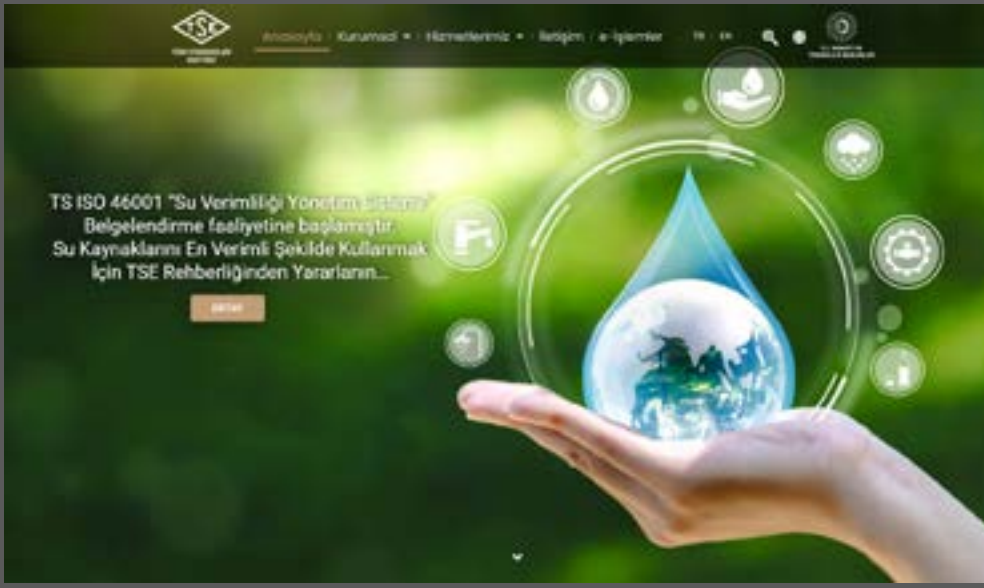 TSE
Anasayfa Kurumsal Hizmetlerimiz İletişim e-İşlemler TR EN
TS ISO 46001 "Su Verimliliği Yönetim Sistemi"
Belgelendirme faaliyetine başlamıştır.
Su Kaynaklarını En Verimli Şekilde Kullanmak
İçin TSE Rehberliğinden Yararlanın...
DETAY